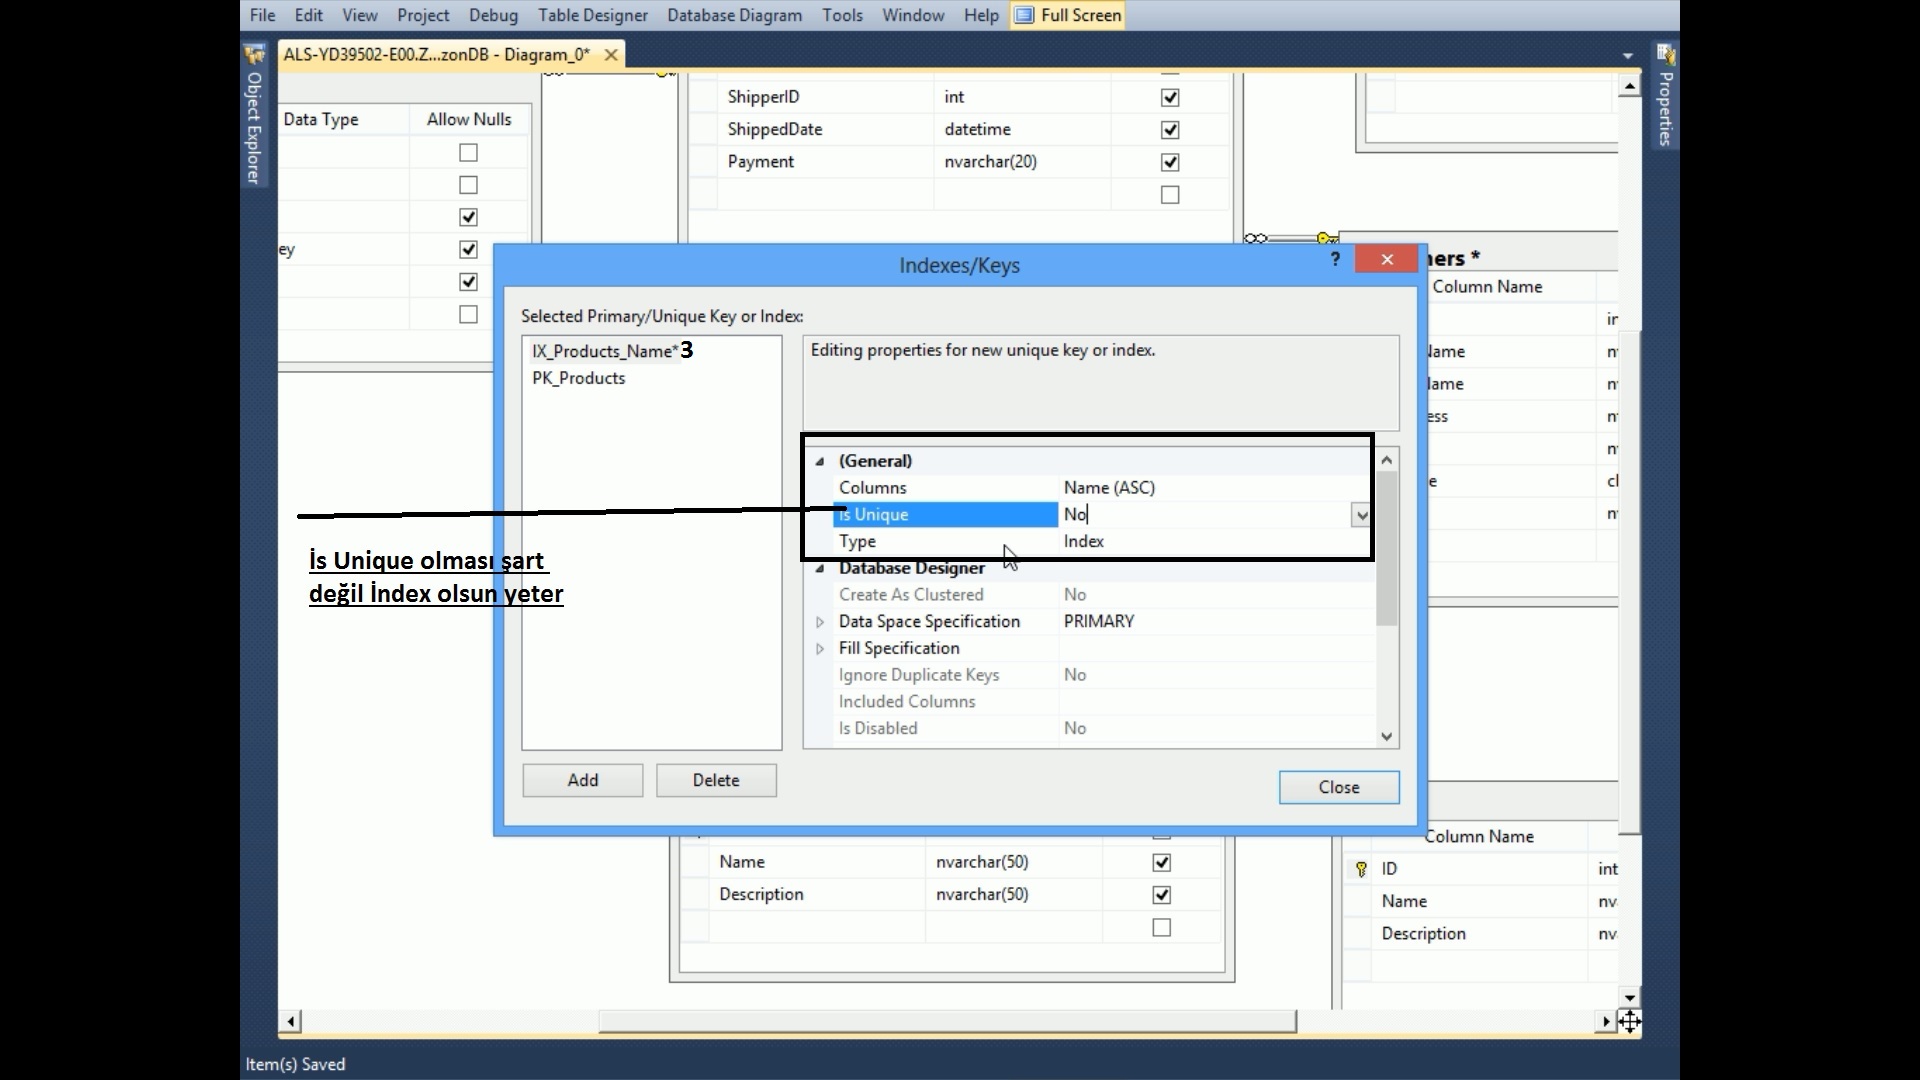 File Edit View Project Debug Table Designer Database Diagram Tools Window Help Full Screen
ALS-YD39502-E00.Z...zonDB - Diagram_0*
Object Explorer
Properties
Data Type Allow Nulls
ey
ShipperID int
ShippedDate datetime
Payment nvarchar(20)
ners *
Column Name
Name
Name
ess
e
Indexes/Keys
?
Selected Primary/Unique Key or Index:
IX_Products_Name*3
PK_Products
Editing properties for new unique key or index.
(General)
Columns Name (ASC)
Is Unique No
Type Index
Database Designer
Create As Clustered No
Data Space Specification PRIMARY
Fill Specification
Ignore Duplicate Keys No
Included Columns
Is Disabled No
Add Delete Close
İs Unique olması şart
değil İndex olsun yeter
Name nvarchar(50)
Description nvarchar(50)
Column Name
ID int
Name nv
Description nv
Item(s) Saved